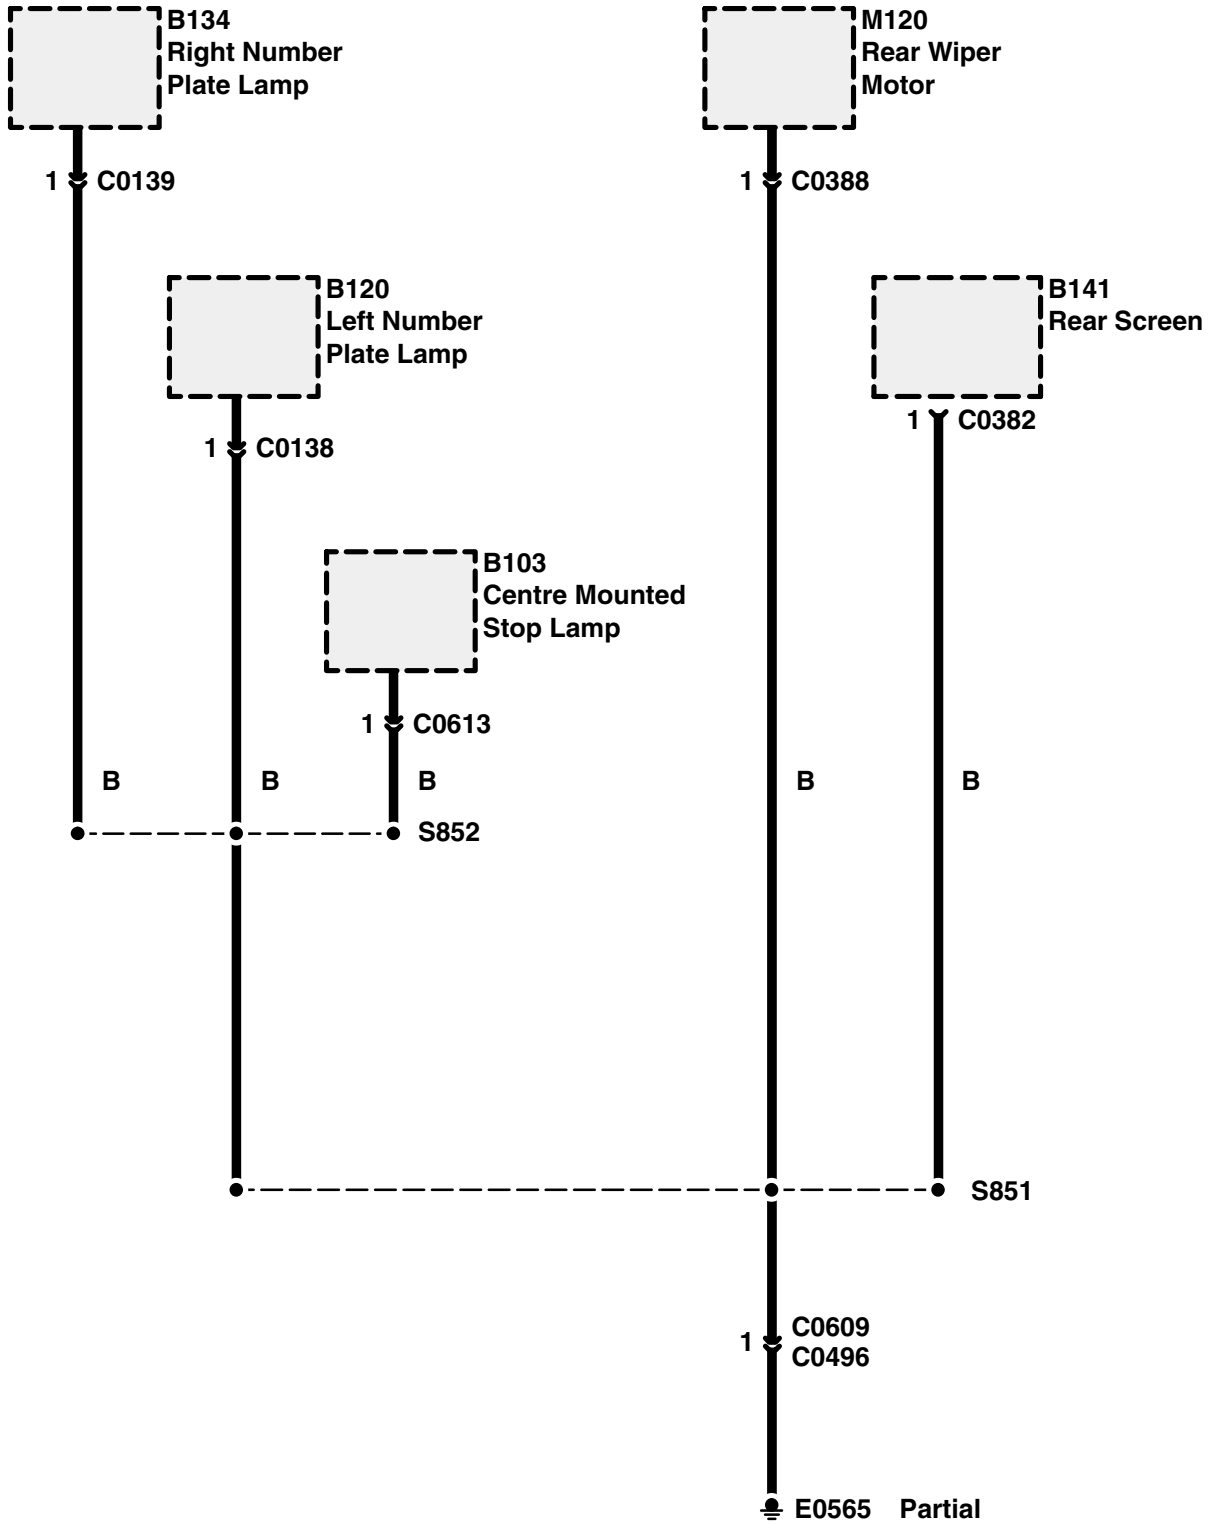 B134
Right Number
Plate Lamp
M120
Rear Wiper
Motor
1 C0139
1 C0388
B120
Left Number
Plate Lamp
B141
Rear Screen
1 C0138
1 C0382
B103
Centre Mounted
Stop Lamp
1 C0613
B B B B B
S852
S851
1 C0609
C0496
E0565 Partial